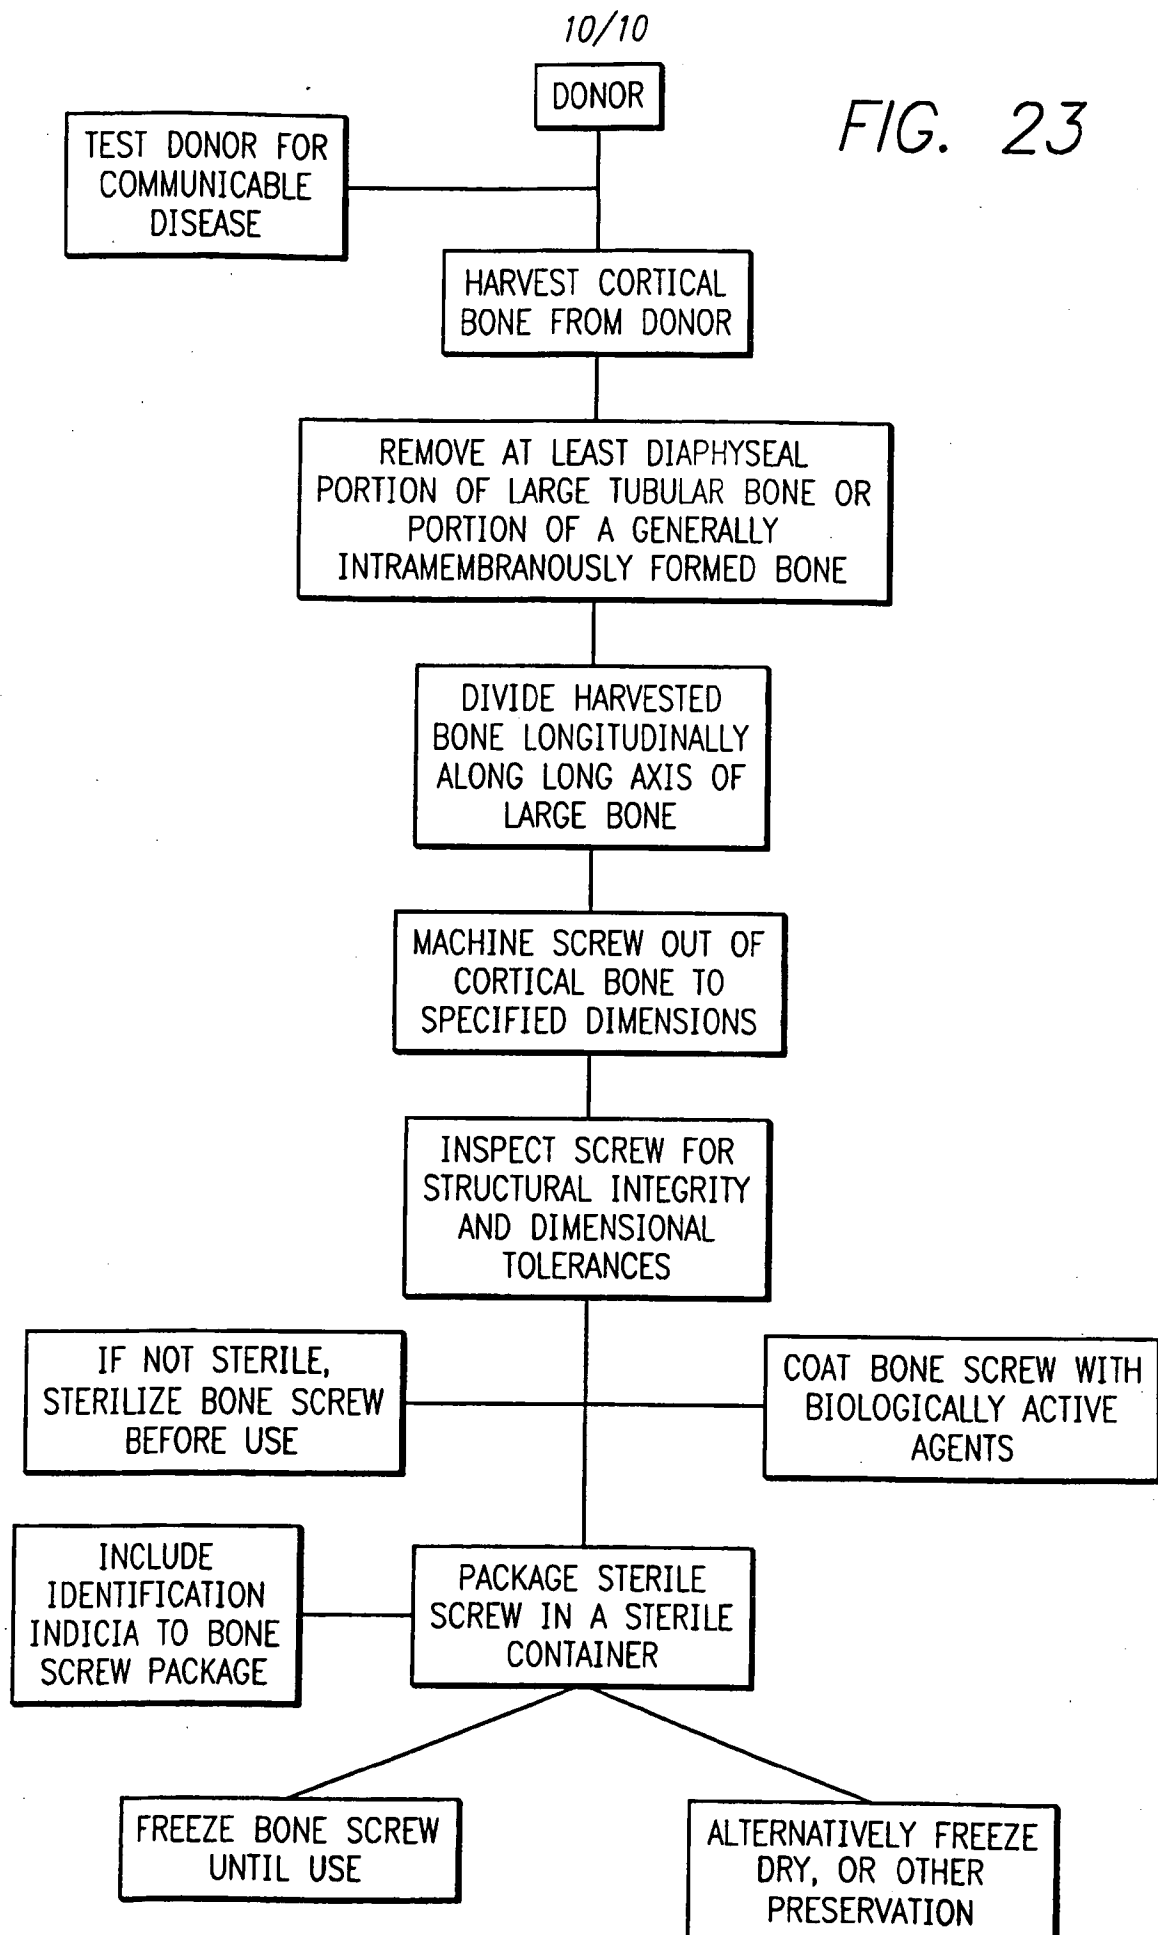 10/10
DONOR
FIG. 23
TEST DONOR FOR
COMMUNICABLE
DISEASE
HARVEST CORTICAL
BONE FROM DONOR
REMOVE AT LEAST DIAPHYSEAL
PORTION OF LARGE TUBULAR BONE OR
PORTION OF A GENERALLY
INTRAMEMBRANOUSLY FORMED BONE
DIVIDE HARVESTED
BONE LONGITUDINALLY
ALONG LONG AXIS OF
LARGE BONE
MACHINE SCREW OUT OF
CORTICAL BONE TO
SPECIFIED DIMENSIONS
INSPECT SCREW FOR
STRUCTURAL INTEGRITY
AND DIMENSIONAL
TOLERANCES
IF NOT STERILE,
STERILIZE BONE SCREW
BEFORE USE
COAT BONE SCREW WITH
BIOLOGICALLY ACTIVE
AGENTS
INCLUDE
IDENTIFICATION
INDICIA TO BONE
SCREW PACKAGE
PACKAGE STERILE
SCREW IN A STERILE
CONTAINER
FREEZE BONE SCREW
UNTIL USE
ALTERNATIVELY FREEZE
DRY, OR OTHER
PRESERVATION